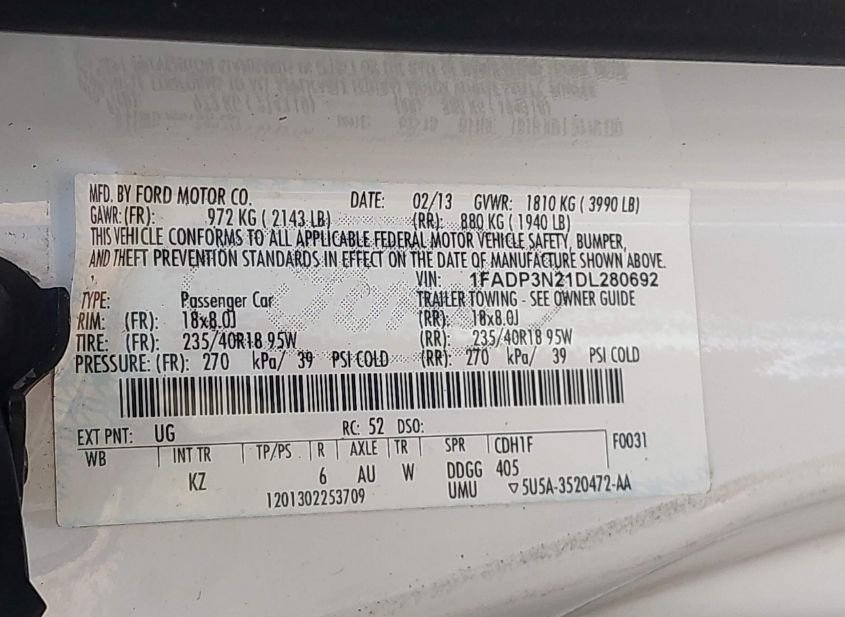 MFD. BY FORD MOTOR CO. DATE: 02/13 GVWR: 1810 KG ( 3990 LB)
GAWR: (FR): 972 KG ( 2143 LB) (RR): 880 KG ( 1940 LB)
THIS VEHICLE CONFORMS TO ALL APPLICABLE FEDERAL MOTOR VEHICLE SAFETY, BUMPER,
AND THEFT PREVENTION STANDARDS IN EFFECT ON THE DATE OF MANUFACTURE SHOWN ABOVE.
VIN: 1FADP3N21DL280692
TYPE: Passenger Car TRAILER TOWING - SEE OWNER GUIDE
RIM: (FR): 18x8.0J (RR): 18x8.0J
TIRE: (FR): 235/40R18 95W (RR): 235/40R18 95W
PRESSURE: (FR): 270 kPa/ 39 PSI COLD (RR): 270 kPa/ 39 PSI COLD
EXT PNT: UG RC: 52 DSO:
WB INT TR TP/PS R AXLE TR SPR CDH1F F0031
KZ 6 AU W DDGG 405
1201302253709 UMU ▽5U5A-3520472-AA